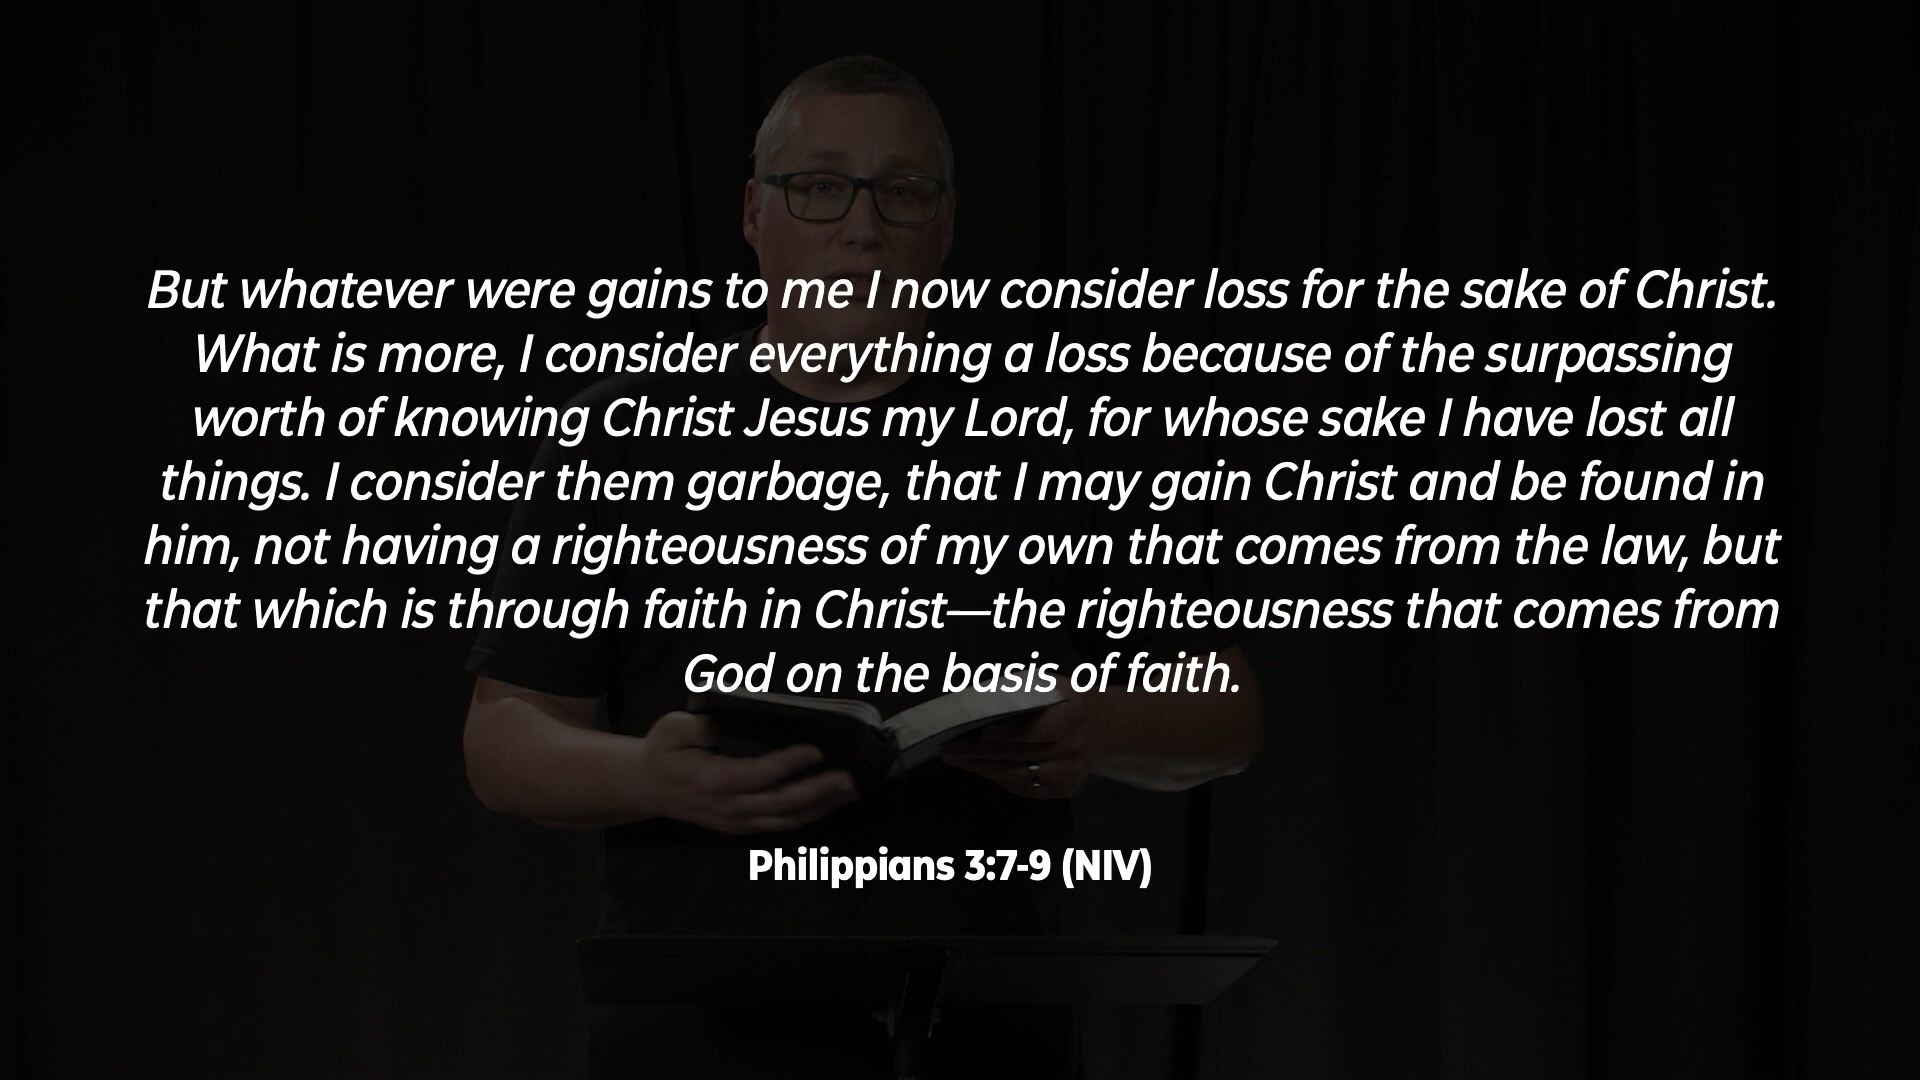 But whatever were gains to me I now consider loss for the sake of Christ.
What is more, I consider everything a loss because of the surpassing
worth of knowing Christ Jesus my Lord, for whose sake I have lost all
things. I consider them garbage, that I may gain Christ and be found in
him, not having a righteousness of my own that comes from the law, but
that which is through faith in Christ—the righteousness that comes from
God on the basis of faith.
Philippians 3:7-9 (NIV)